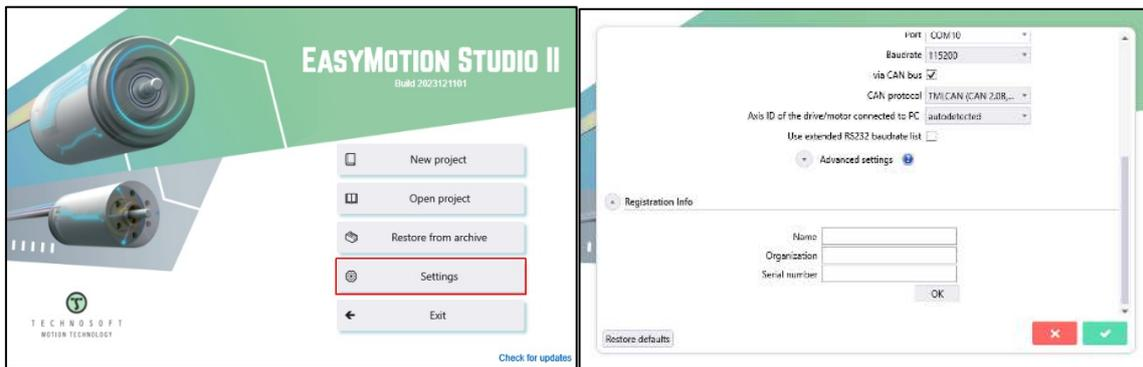 EASYMOTION STUDIO II
Build 2023121101
New project
Open project
Restore from archive
Settings
Exit
TECHNOSOFT
MOTION TECHNOLOGY
Check for updates
Port COM10
Baudrate 115200
via CAN bus
CAN protocol TMLCAN (CAN 2.0B,...
Axis ID of the drive/motor connected to PC autodetected
Use extended RS232 baudrate list
Advanced settings
Registration Info
Name
Organization
Serial number
OK
Restore defaults